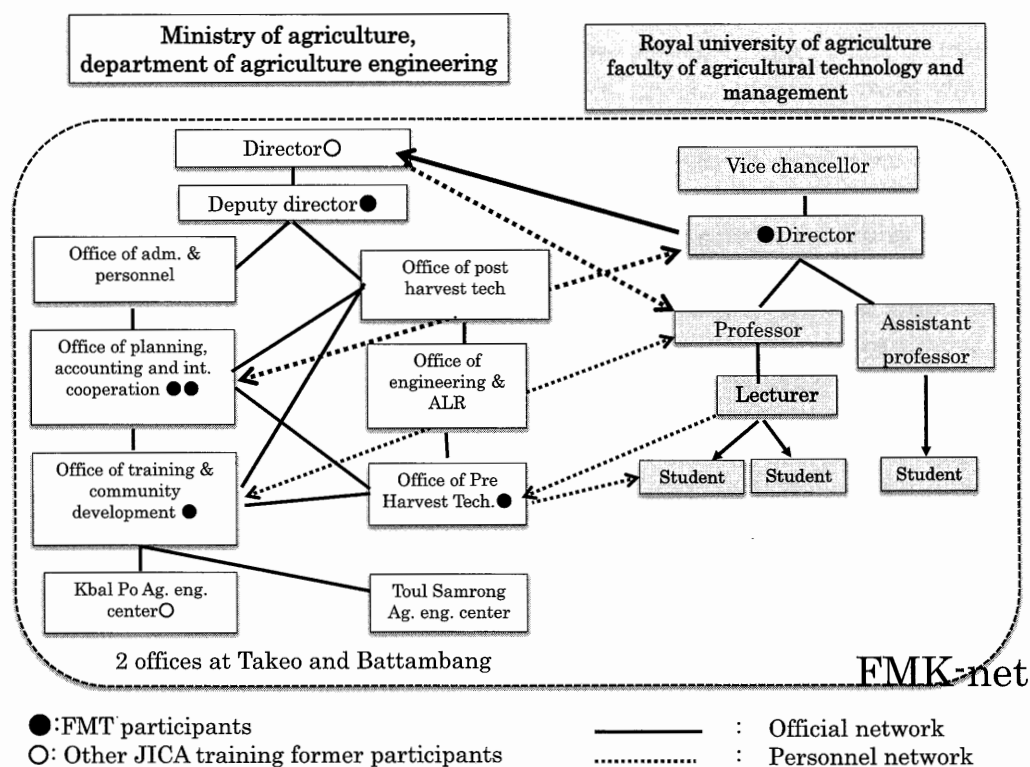 Ministry of agriculture,
department of agriculture engineering
Royal university of agriculture
faculty of agricultural technology and
management
Director○
Deputy director●
Office of adm. &
personnel
Office of planning,
accounting and int.
cooperation ●●
Office of training &
community
development ●
Kbal Po Ag. eng.
center○
Office of post
harvest tech
Office of
engineering &
ALR
Office of Pre
Harvest Tech.●
Toul Samrong
Ag. eng. center
Vice chancellor
●Director
Professor
Assistant
professor
Lecturer
Student
Student
Student
2 offices at Takeo and Battambang
FMK-net
●:FMT participants
○: Other JICA training former participants
: Official network
: Personnel network